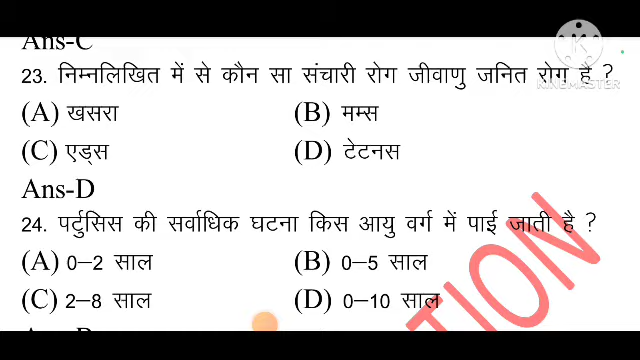 Ans-C
23. निम्नलिखित में से कौन सा संचारी रोग जीवाणु जनित रोग है ?
(A) खसरा (B) मम्स
(C) एड्स (D) टेटनस
Ans-D
24. पर्टुसिस की सर्वाधिक घटना किस आयु वर्ग में पाई जाती है ?
(A) 0–2 साल (B) 0–5 साल
(C) 2–8 साल (D) 0–10 साल
KINEMASTER